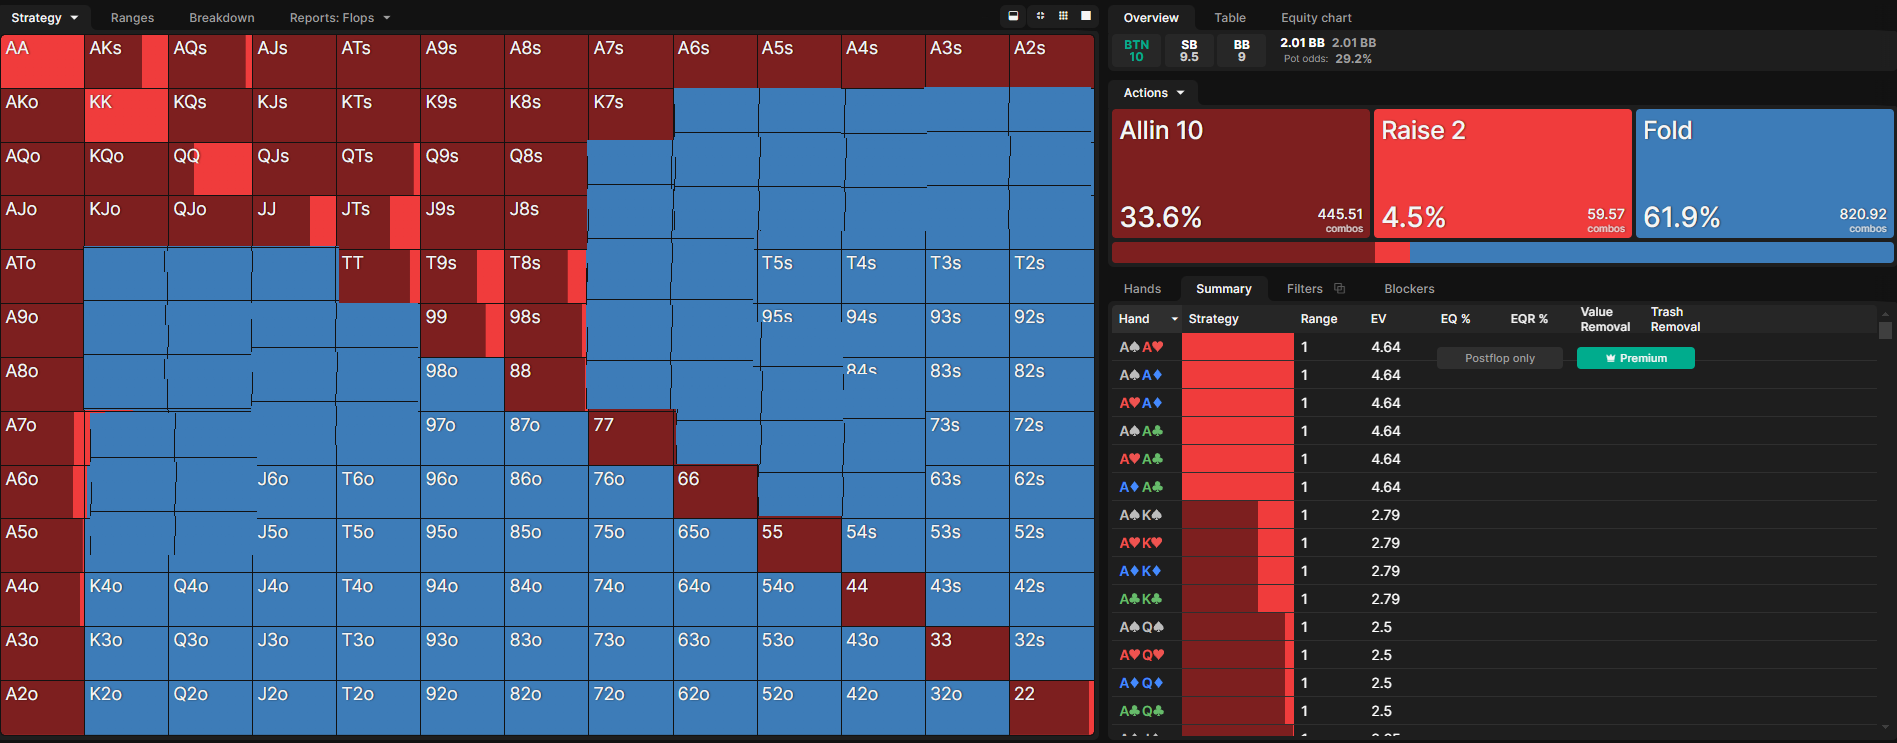 Strategy Ranges Breakdown Reports: Flops
AA AKs AQs AJs ATs A9s A8s A7s A6s A5s A4s A3s A2s
AKo KK KQs KJs KTs K9s K8s K7s
AQo KQo QQ QJs QTs Q9s Q8s
AJo KJo QJo JJ JTs J9s J8s
ATo TT T9s T8s T5s T4s T3s T2s
A9o 99 98s 95s 94s 93s 92s
A8o 98o 88 84s 83s 82s
A7o 97o 87o 77 73s 72s
A6o J6o T6o 96o 86o 76o 66 63s 62s
A5o J5o T5o 95o 85o 75o 65o 55 54s 53s 52s
A4o K4o Q4o J4o T4o 94o 84o 74o 64o 54o 44 43s 42s
A3o K3o Q3o J3o T3o 93o 83o 73o 63o 53o 43o 33 32s
A2o K2o Q2o J2o T2o 92o 82o 72o 62o 52o 42o 32o 22
Overview Table Equity chart
BTN SB BB 2.01 BB 2.01 BB
10 9.5 9 Pot odds: 29.2%
Actions
Allin 10 Raise 2 Fold
33.6% 445.51 combos 4.5% 59.57 combos 61.9% 820.92 combos
Hands Summary Filters Blockers
Hand Strategy Range EV EQ % EQR % Value Removal Trash Removal
A♠A♥ 1 4.64
Postflop only Premium
A♠A♦ 1 4.64
A♥A♦ 1 4.64
A♠A♣ 1 4.64
A♥A♣ 1 4.64
A♦A♣ 1 4.64
A♠K♠ 1 2.79
A♥K♥ 1 2.79
A♦K♦ 1 2.79
A♣K♣ 1 2.79
A♠Q♠ 1 2.5
A♥Q♥ 1 2.5
A♦Q♦ 1 2.5
A♣Q♣ 1 2.5